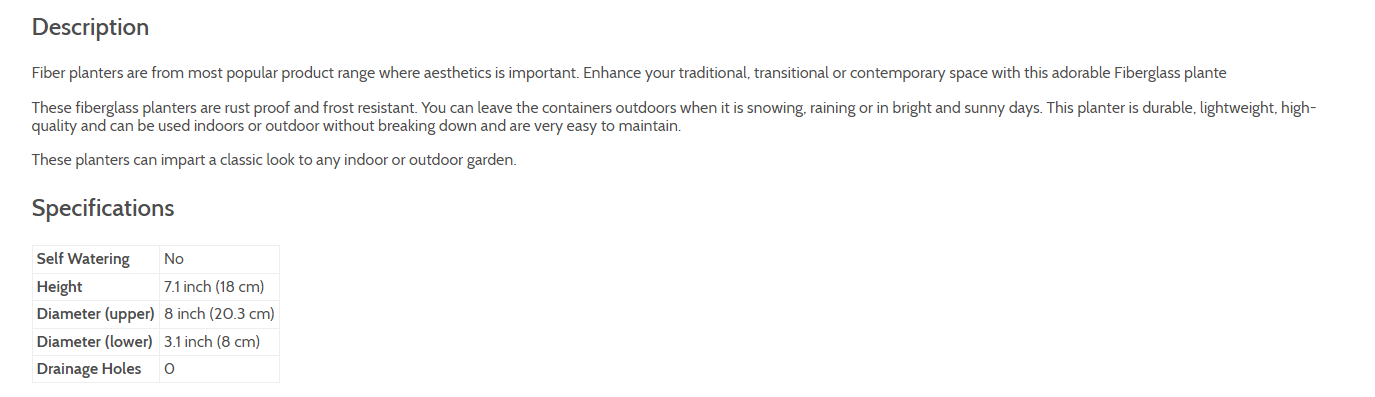 Description
Fiber planters are from most popular product range where aesthetics is important. Enhance your traditional, transitional or contemporary space with this adorable Fiberglass plante
These fiberglass planters are rust proof and frost resistant. You can leave the containers outdoors when it is snowing, raining or in bright and sunny days. This planter is durable, lightweight, high-
quality and can be used indoors or outdoor without breaking down and are very easy to maintain.
These planters can impart a classic look to any indoor or outdoor garden.
Specifications
Self Watering No
Height 7.1 inch (18 cm)
Diameter (upper) 8 inch (20.3 cm)
Diameter (lower) 3.1 inch (8 cm)
Drainage Holes 0